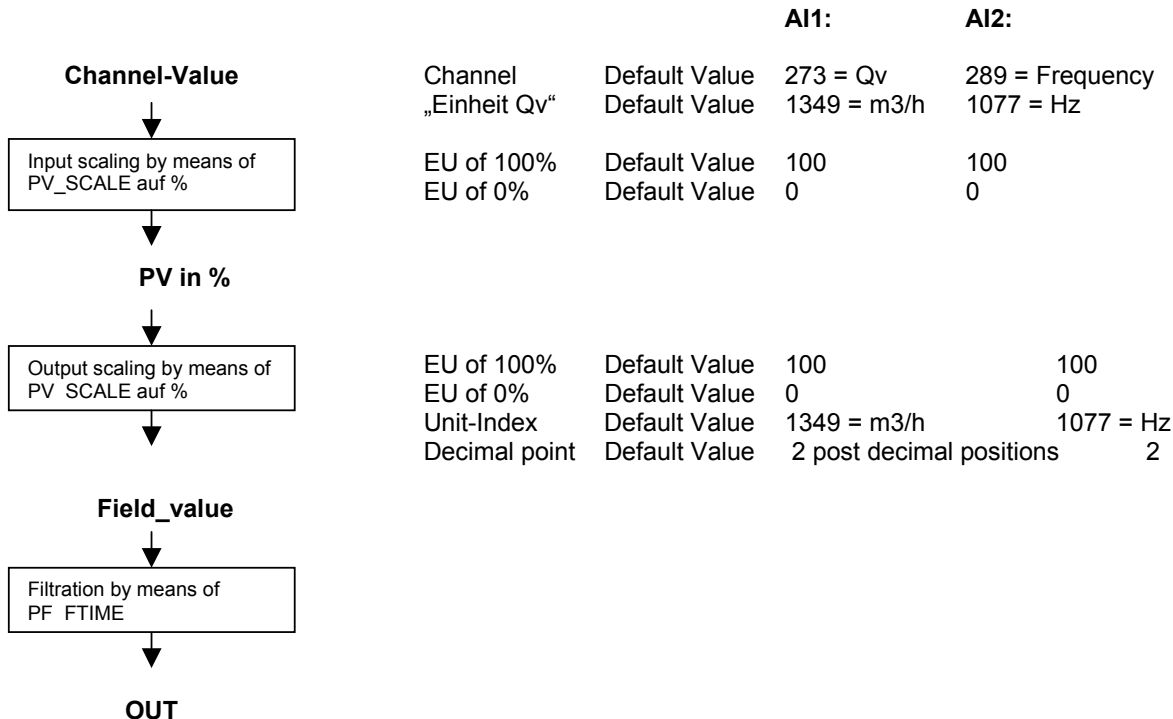 AI1: AI2:
Channel-Value
Channel Default Value 273 = Qv 289 = Frequency
„Einheit Qv“ Default Value 1349 = m3/h 1077 = Hz
Input scaling by means of
PV_SCALE auf %
EU of 100% Default Value 100 100
EU of 0% Default Value 0 0
PV in %
Output scaling by means of
PV SCALE auf %
EU of 100% Default Value 100 100
EU of 0% Default Value 0 0
Unit-Index Default Value 1349 = m3/h 1077 = Hz
Decimal point Default Value 2 post decimal positions 2
Field_value
Filtration by means of
PF FTIME
OUT